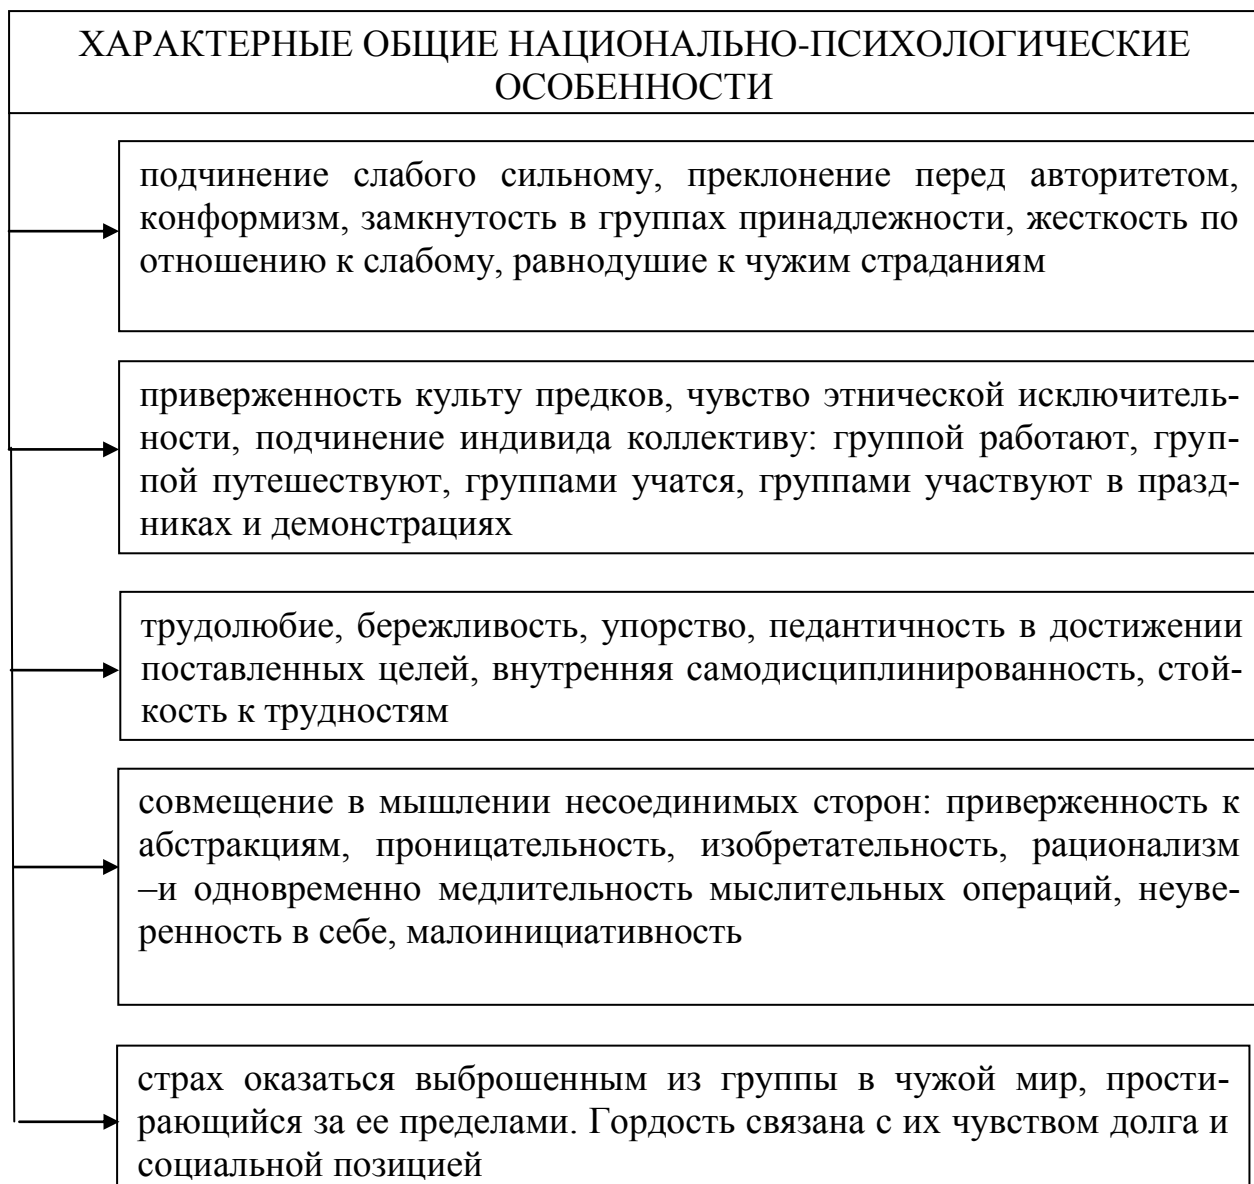 ХАРАКТЕРНЫЕ ОБЩИЕ НАЦИОНАЛЬНО-ПСИХОЛОГИЧЕСКИЕ
ОСОБЕННОСТИ
подчинение слабого сильному, преклонение перед авторитетом,
конформизм, замкнутость в группах принадлежности, жесткость по
отношению к слабому, равнодушие к чужим страданиям
приверженность культу предков, чувство этнической исключитель-
ности, подчинение индивида коллективу: группой работают, груп-
пой путешествуют, группами учатся, группами участвуют в празд-
никах и демонстрациях
трудолюбие, бережливость, упорство, педантичность в достижении
поставленных целей, внутренняя самодисциплинированность, стой-
кость к трудностям
совмещение в мышлении несоединимых сторон: приверженность к
абстракциям, проницательность, изобретательность, рационализм
–и одновременно медлительность мыслительных операций, неуве-
ренность в себе, малоинициативность
страх оказаться выброшенным из группы в чужой мир, прости-
рающийся за ее пределами. Гордость связана с их чувством долга и
социальной позицией